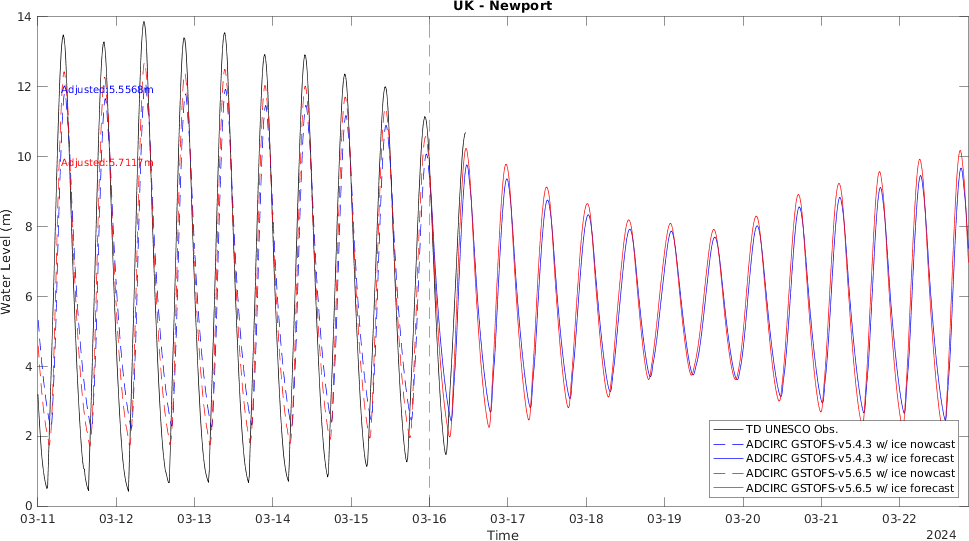 UK - Newport
14
12
10
8
6
4
2
0
Water Level (m)
Adjusted:5.5568m
Adjusted:5.7117m
TD UNESCO Obs.
ADCIRC GSTOFS-v5.4.3 w/ ice nowcast
ADCIRC GSTOFS-v5.4.3 w/ ice forecast
ADCIRC GSTOFS-v5.6.5 w/ ice nowcast
ADCIRC GSTOFS-v5.6.5 w/ ice forecast
03-11 03-12 03-13 03-14 03-15 03-16 03-17 03-18 03-19 03-20 03-21 03-22
Time
2024